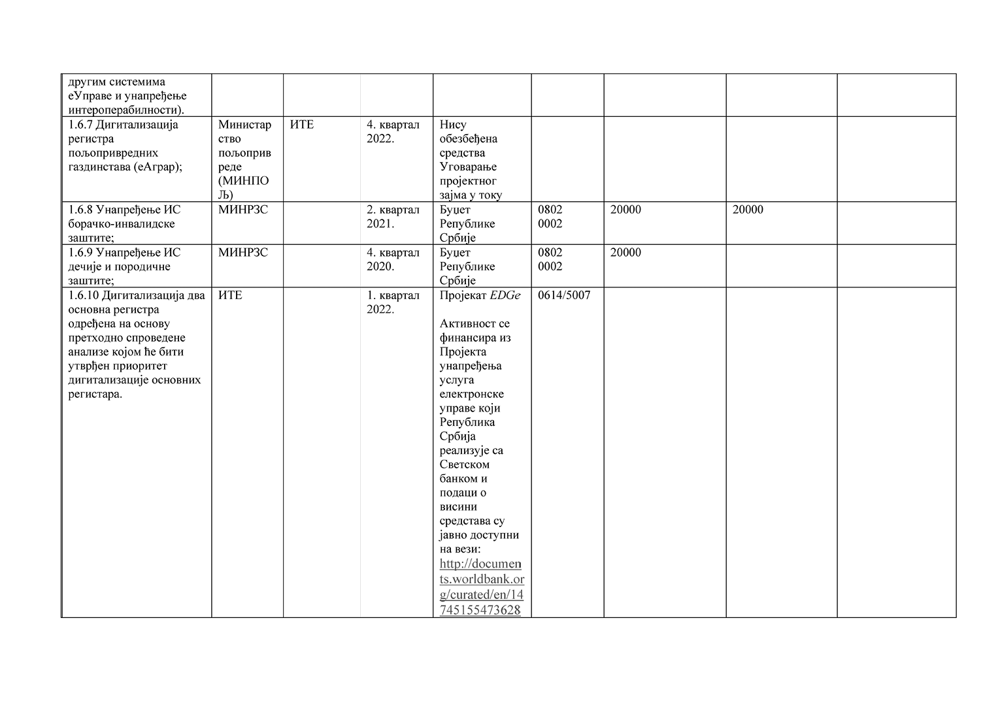 другим системима
еУправе и унапређење
интероперабилности).
1.6.7 Дигитализација
регистра
пољопривредних
газдинстава (еАграр);
Министар
ство
пољоприв
реде
(МИНПО
Љ)
ИТЕ
4. квартал
2022.
Нису
обезбеђена
средства
Уговарање
пројектног
зајма у току
1.6.8 Унапређење ИС
борачко-инвалидске
заштите;
МИНРЗС
2. квартал
2021.
Буџет
Републике
Србије
0802
0002
20000
20000
1.6.9 Унапређење ИС
дечије и породичне
заштите;
МИНРЗС
4. квартал
2020.
Буџет
Републике
Србије
0802
0002
20000
1.6.10 Дигитализација два
основна регистра
одређена на основу
претходно спроведене
анализе којом ће бити
утврђен приоритет
дигитализације основних
регистара.
ИТЕ
1. квартал
2022.
Пројекат EDGe
Активност се
финансира из
Пројекта
унапређења
услуга
електронске
управе који
Република
Србија
реализује са
Светском
банком и
подаци о
висини
средстава су
јавно доступни
на вези:
http://documen
ts.worldbank.or
g/curated/en/14
745155473628
0614/5007